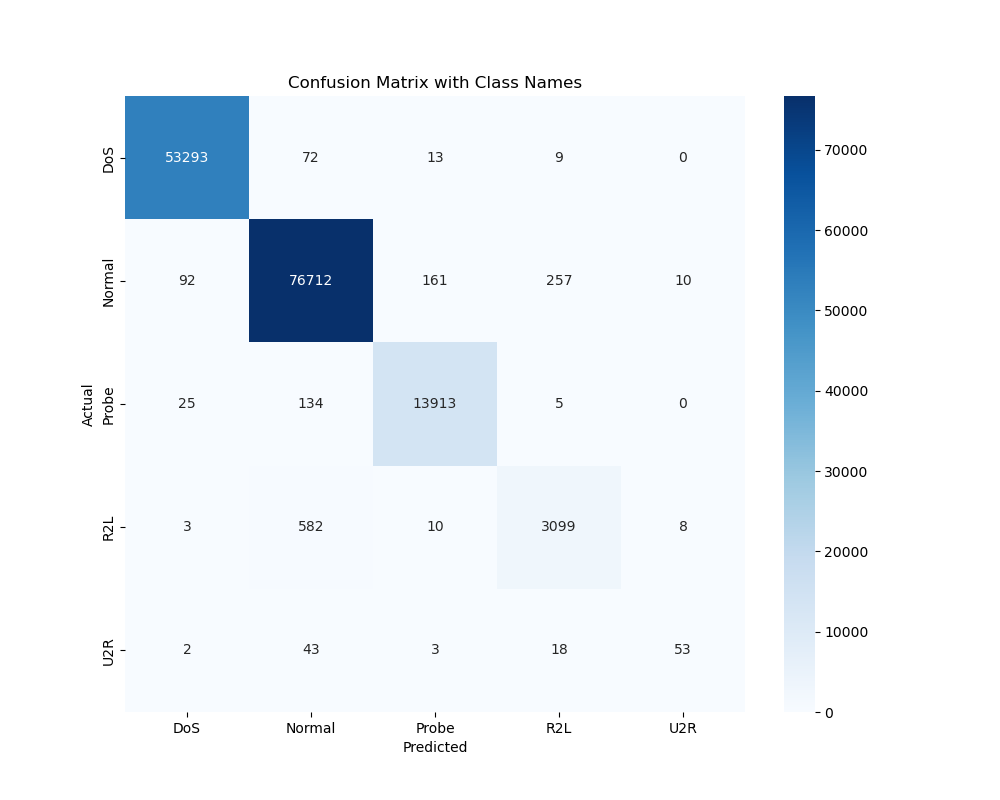 Confusion Matrix with Class Names
DoS 53293 72 13 9 0
Normal 92 76712 161 257 10
Probe 25 134 13913 5 0
R2L 3 582 10 3099 8
U2R 2 43 3 18 53
Actual
DoS Normal Probe R2L U2R
Predicted
70000
60000
50000
40000
30000
20000
10000
0